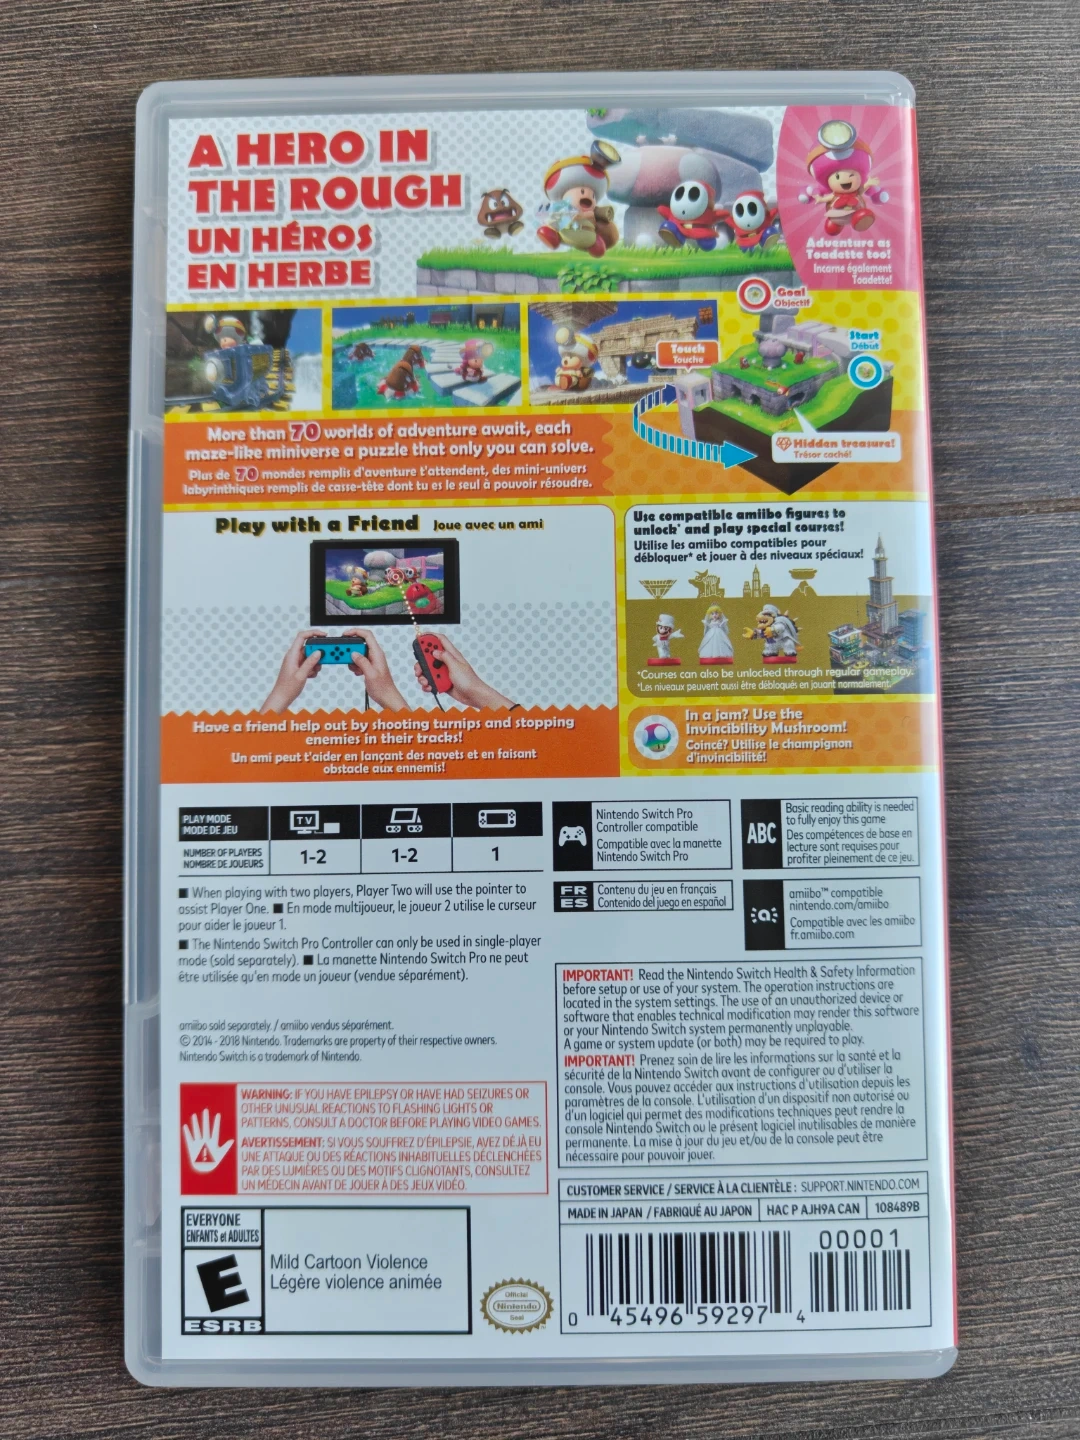 A HERO IN
THE ROUGH
UN HÉROS
EN HERBE
Adventure as
Toadette too!
Incarne également
Toadette!
Goal
Objectif
Start
Début
Touch
Touche
Hidden treasure!
Trésor caché!
More than 70 worlds of adventure await, each
maze-like miniverse a puzzle that only you can solve.
Plus de 70 mondes remplis d'aventure t'attendent, des mini-univers
labyrinthiques remplis de casse-tête dont tu es le seul à pouvoir résoudre.
Play with a Friend Joue avec un ami
Have a friend help out by shooting turnips and stopping
enemies in their tracks!
Un ami peut t'aider en lançant des navets et en faisant
obstacle aux ennemis!
Use compatible amiibo figures to
unlock* and play special courses!
Utilise les amiibo compatibles pour
débloquer* et jouer à des niveaux spéciaux!
*Courses can also be unlocked through regular gameplay.
*Les niveaux peuvent aussi être débloqués en jouant normalement.
In a jam? Use the
Invincibility Mushroom!
Coincé? Utilise le champignon
d'invincibilité!
PLAY MODE
MODE DE JEU
TV
NUMBER OF PLAYERS
NOMBRE DE JOUEURS
1-2
1-2
1
■ When playing with two players, Player Two will use the pointer to
assist Player One. ■ En mode multijoueur, le joueur 2 utilise le curseur
pour aider le joueur 1.
■ The Nintendo Switch Pro Controller can only be used in single-player
mode (sold separately). ■ La manette Nintendo Switch Pro ne peut
être utilisée qu'en mode un joueur (vendue séparément).
amiibo sold separately. / amiibo vendus séparément.
© 2014 - 2018 Nintendo. Trademarks are property of their respective owners.
Nintendo Switch is a trademark of Nintendo.
WARNING: IF YOU HAVE EPILEPSY OR HAVE HAD SEIZURES OR
OTHER UNUSUAL REACTIONS TO FLASHING LIGHTS OR
PATTERNS, CONSULT A DOCTOR BEFORE PLAYING VIDEO GAMES.
AVERTISSEMENT: SI VOUS SOUFFREZ D'ÉPILEPSIE, AVEZ DÉJÀ EU
UNE ATTAQUE OU DES RÉACTIONS INHABITUELLES DÉCLENCHÉES
PAR DES LUMIÈRES OU DES MOTIFS CLIGNOTANTS, CONSULTEZ
UN MÉDECIN AVANT DE JOUER À DES JEUX VIDÉO.
EVERYONE
ENFANTS et ADULTES
E
ESRB
Mild Cartoon Violence
Légère violence animée
Official
Nintendo
Seal
Nintendo Switch Pro
Controller compatible
Compatible avec la manette
Nintendo Switch Pro
ABC
Basic reading ability is needed
to fully enjoy this game
Des compétences de base en
lecture sont requises pour
profiter pleinement de ce jeu.
FR
ES
Contenu du jeu en français
Contenido del juego en español
amiibo™ compatible
nintendo.com/amiibo
Compatible avec les amiibo
fr.amiibo.com
IMPORTANT! Read the Nintendo Switch Health & Safety Information
before setup or use of your system. The operation instructions are
located in the system settings. The use of an unauthorized device or
software that enables technical modification may render this software
or your Nintendo Switch system permanently unplayable.
A game or system update (or both) may be required to play.
IMPORTANT! Prenez soin de lire les informations sur la santé et la
sécurité de la Nintendo Switch avant de configurer ou d'utiliser la
console. Vous pouvez accéder aux instructions d'utilisation depuis les
paramètres de la console. L'utilisation d'un dispositif non autorisé ou
d'un logiciel qui permet des modifications techniques peut rendre la
console Nintendo Switch ou le présent logiciel inutilisables de manière
permanente. La mise à jour du jeu et/ou de la console peut être
nécessaire pour pouvoir jouer.
CUSTOMER SERVICE / SERVICE À LA CLIENTÈLE : SUPPORT.NINTENDO.COM
MADE IN JAPAN / FABRIQUÉ AU JAPON HAC P AJH9A CAN 108489B
00001
0 45496 59297 4